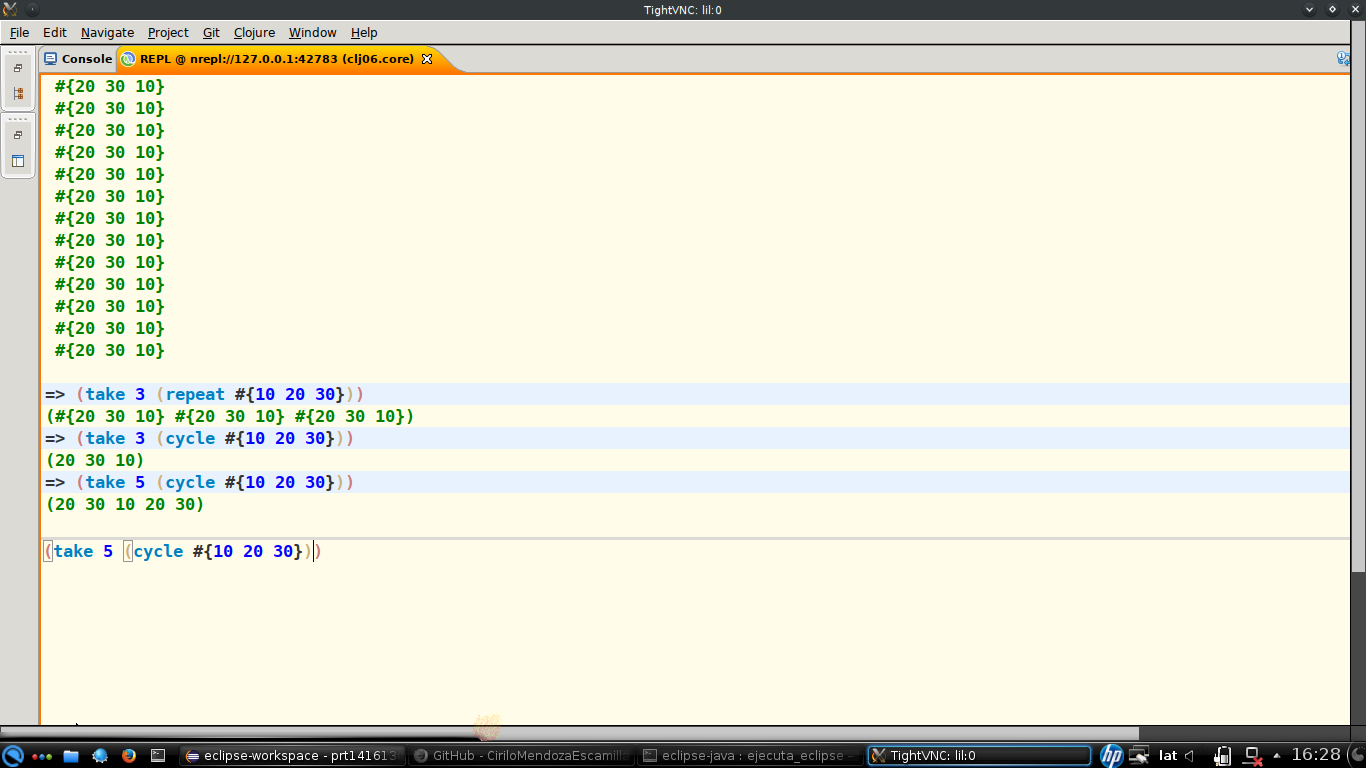 TightVNC: lil:0
File Edit Navigate Project Git Clojure Window Help
Console REPL @ nrepl://127.0.0.1:42783 (clj06.core)
#{20 30 10}
#{20 30 10}
#{20 30 10}
#{20 30 10}
#{20 30 10}
#{20 30 10}
#{20 30 10}
#{20 30 10}
#{20 30 10}
#{20 30 10}
#{20 30 10}
#{20 30 10}
#{20 30 10}
=> (take 3 (repeat #{10 20 30}))
(#{20 30 10} #{20 30 10} #{20 30 10})
=> (take 3 (cycle #{10 20 30}))
(20 30 10)
=> (take 5 (cycle #{10 20 30}))
(20 30 10 20 30)
(take 5 (cycle #{10 20 30}))
eclipse-workspace - prt141613 GitHub - CiriloMendozaEscamill eclipse-java : ejecuta_eclipse TightVNC: lil:0 hp lat 16:28